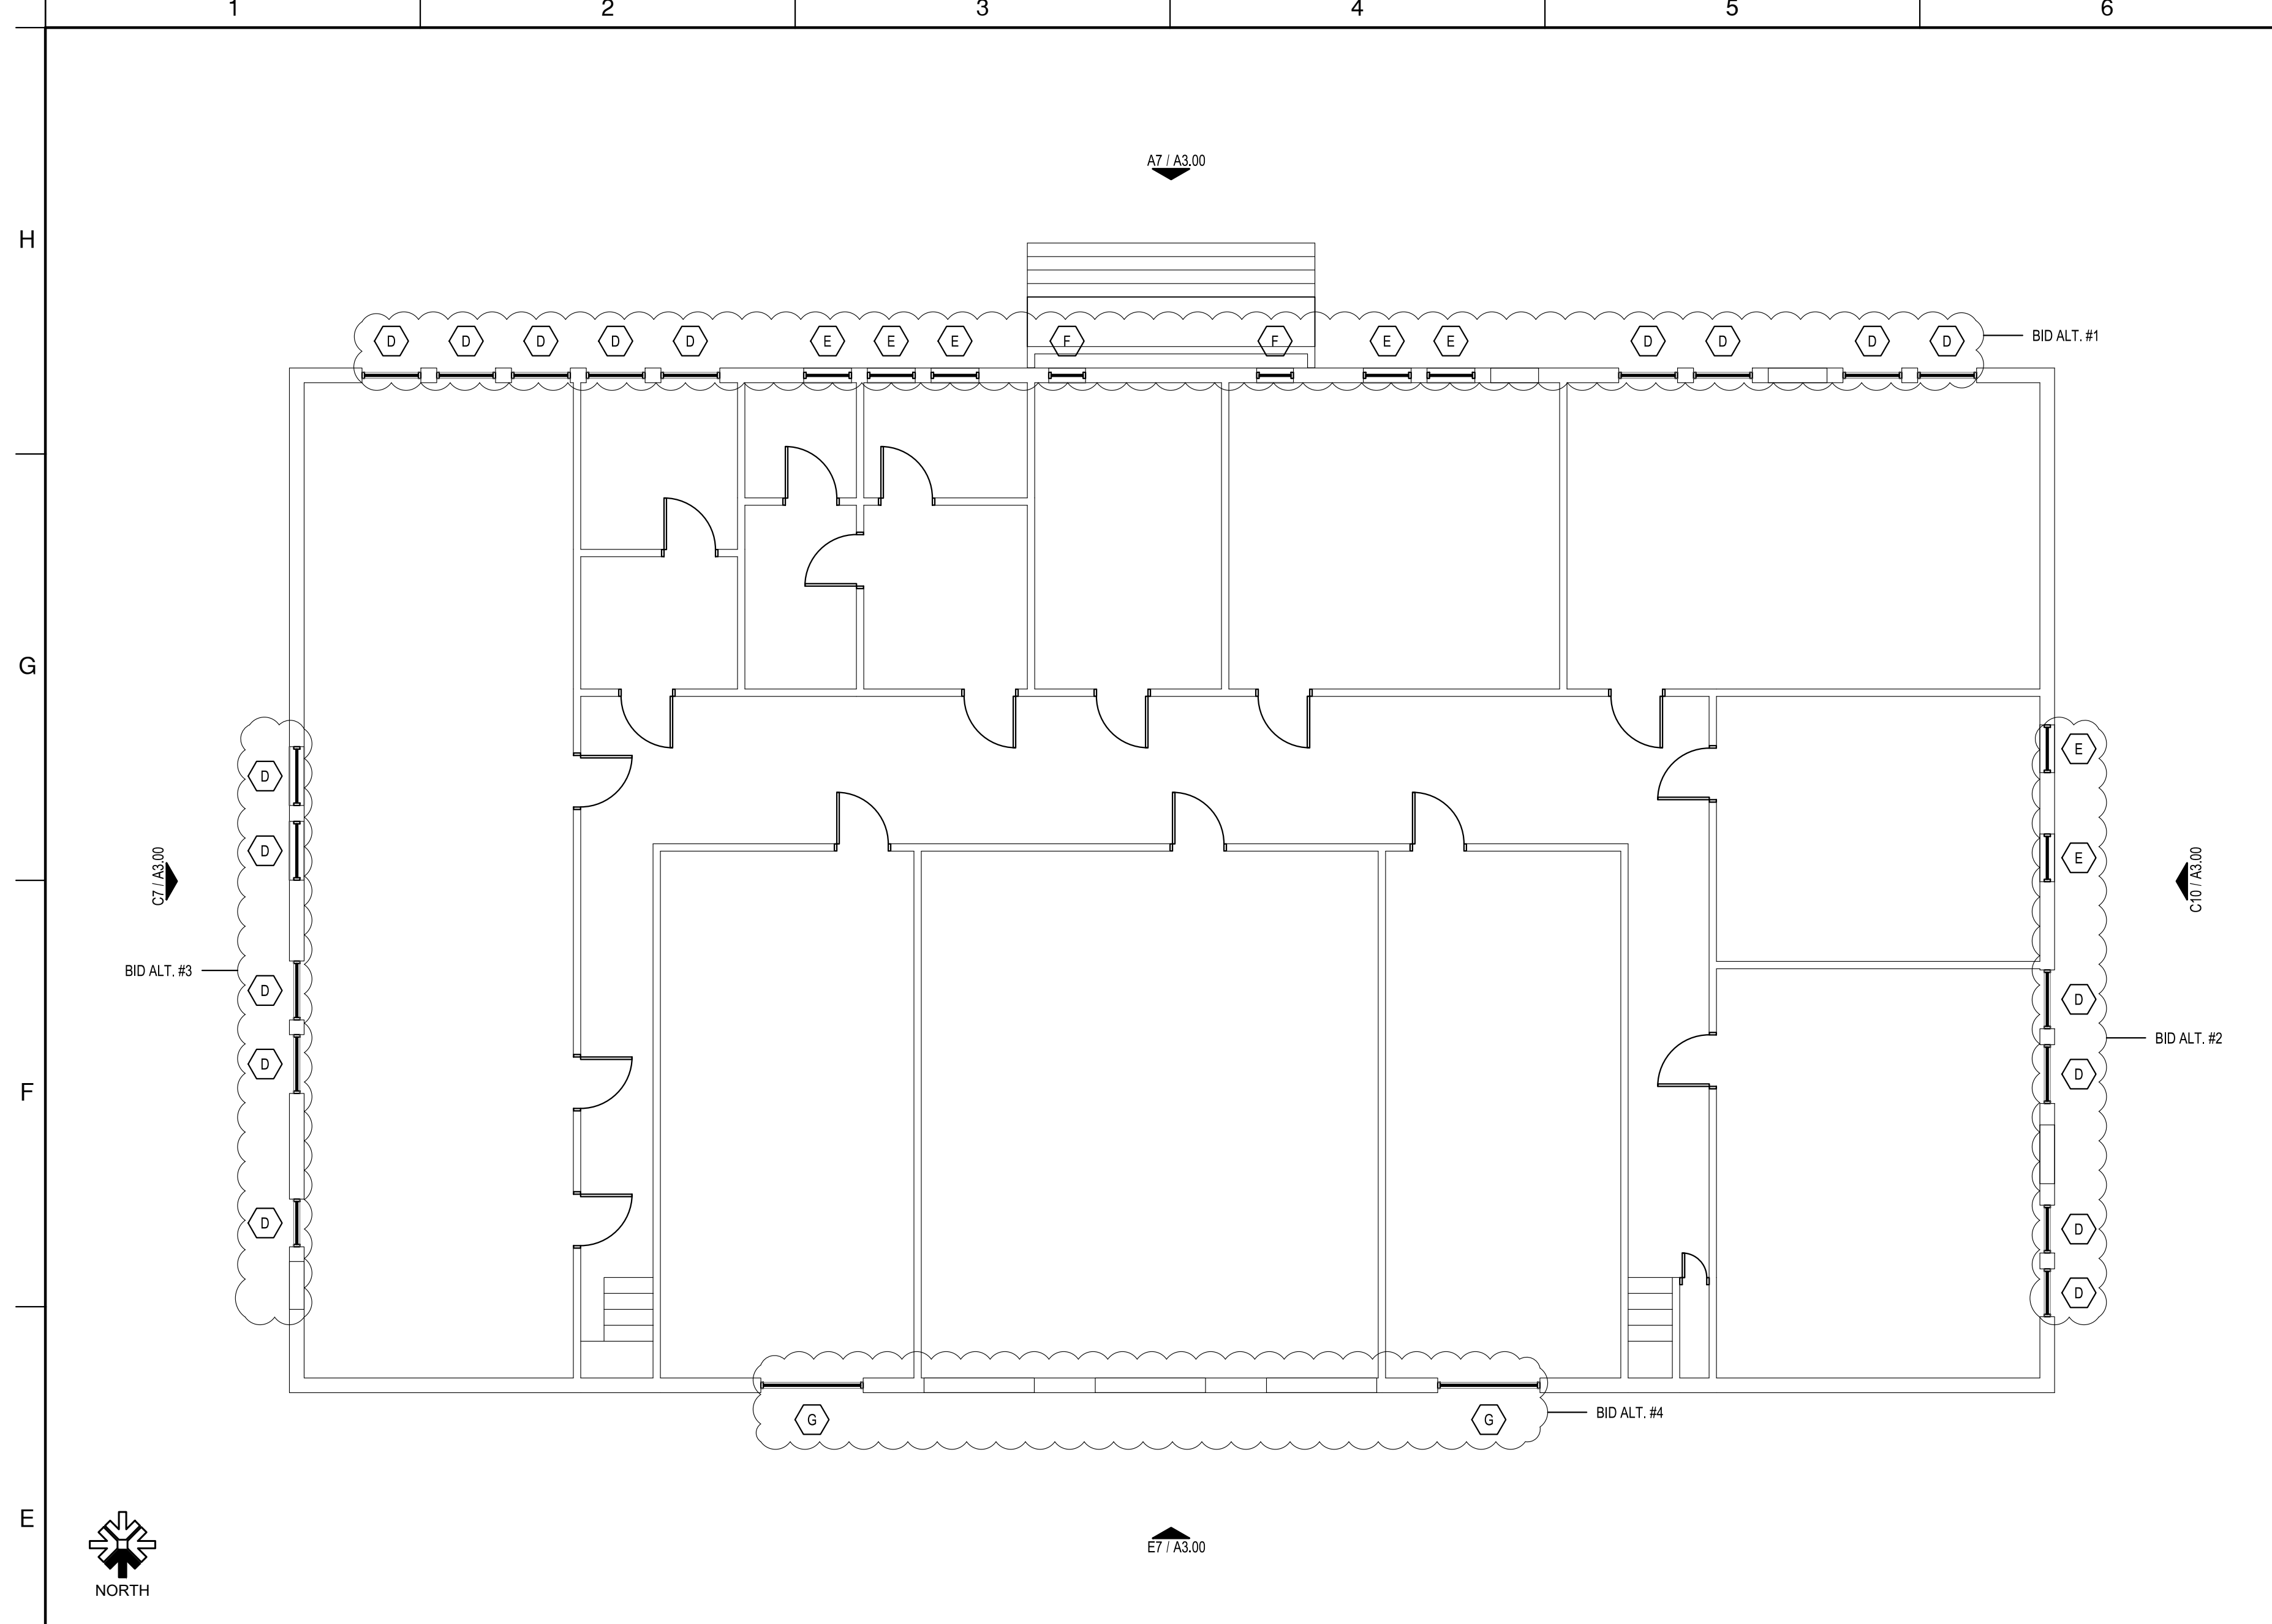 1 2 3 4 5 6
A7 / A3.00
H
D D D D D E E E F F E E D D D D
BID ALT. #1
G
D
E
D
E
C7 / A3.00
C10 / A3.00
BID ALT. #3
D
D
BID ALT. #2
D
D
F
D
D
D
G
G
BID ALT. #4
E
E7 / A3.00
NORTH